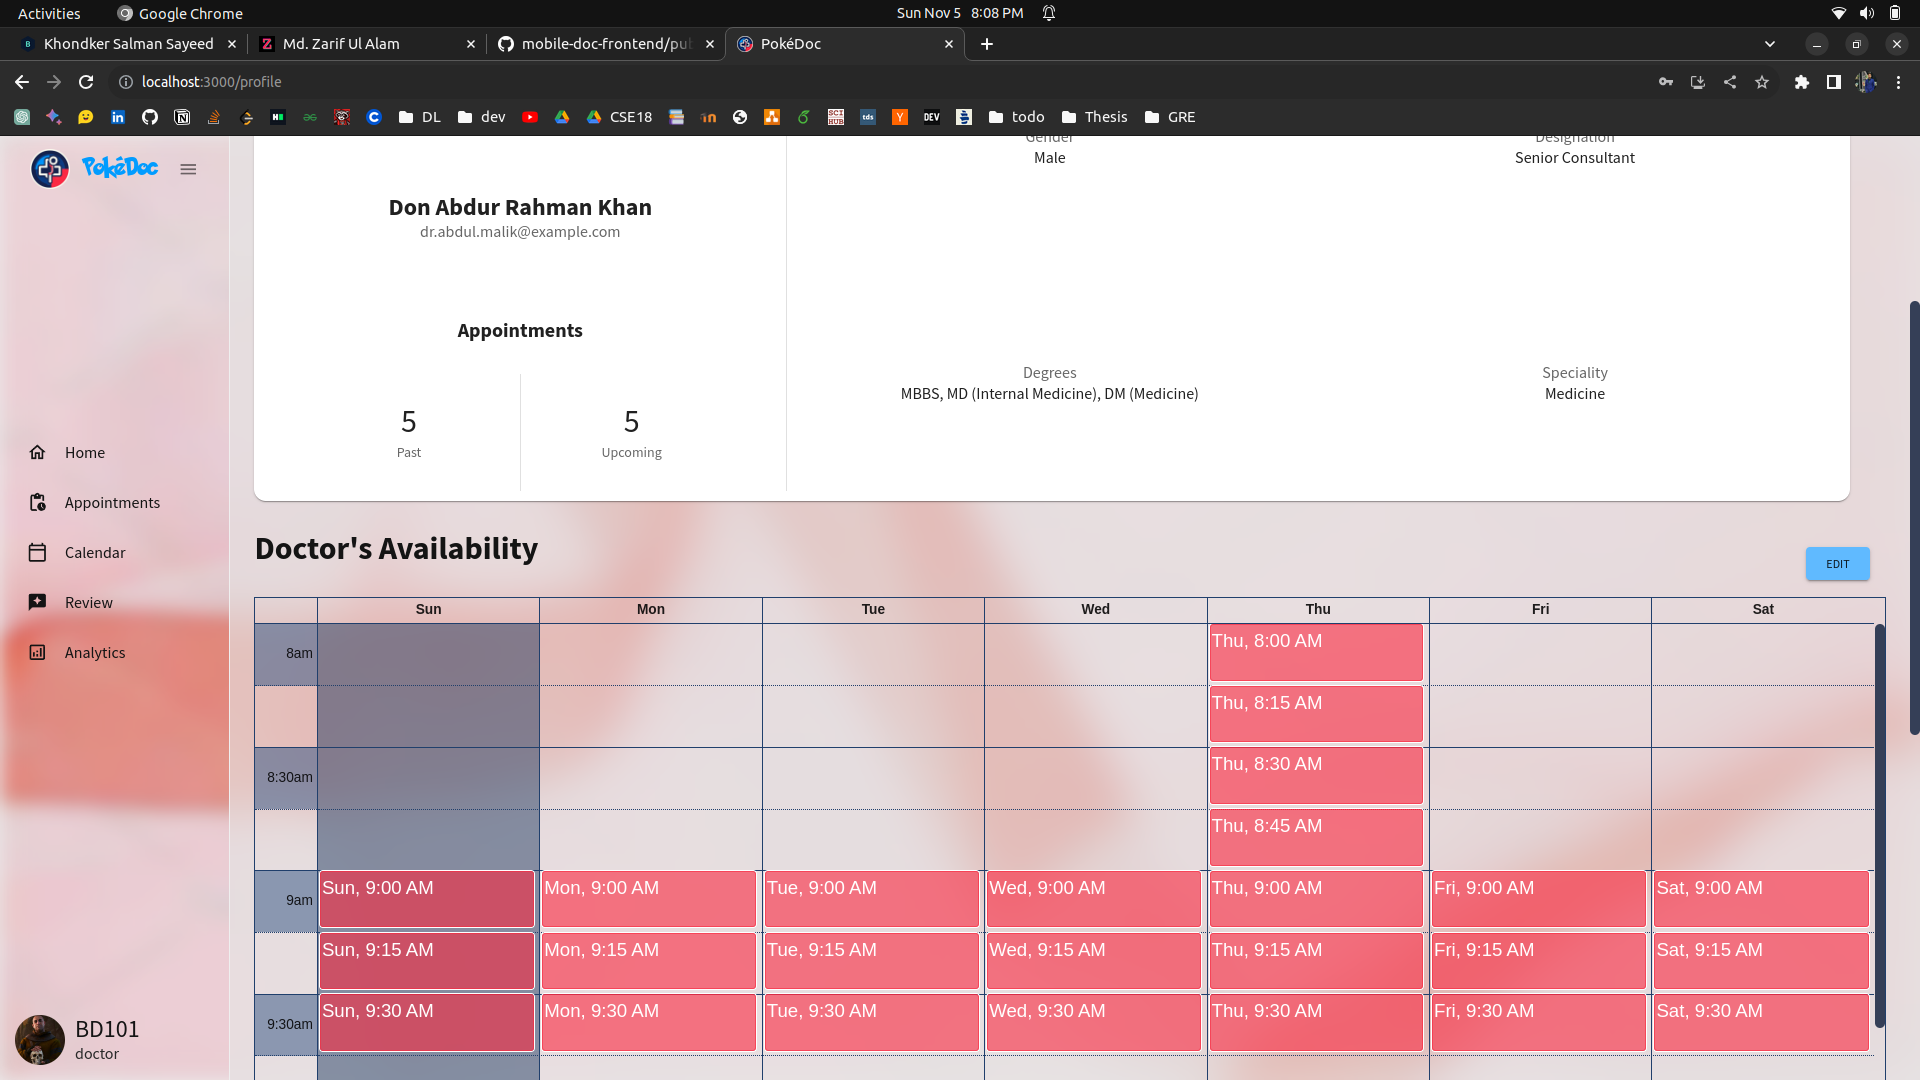 Activities Google Chrome Sun Nov 5 8:08 PM
Khondker Salman Sayeed Md. Zarif Ul Alam mobile-doc-frontend/pub PokéDoc
localhost:3000/profile
DL dev CSE18 tds DEV todo Thesis GRE
PokéDoc
Home
Appointments
Calendar
Review
Analytics
BD101
doctor
Don Abdur Rahman Khan
dr.abdul.malik@example.com
Appointments
5 5
Past Upcoming
Gender Designation
Male Senior Consultant
Degrees Speciality
MBBS, MD (Internal Medicine), DM (Medicine) Medicine
Doctor's Availability
EDIT
Sun Mon Tue Wed Thu Fri Sat
8am Thu, 8:00 AM
Thu, 8:15 AM
8:30am Thu, 8:30 AM
Thu, 8:45 AM
9am Sun, 9:00 AM Mon, 9:00 AM Tue, 9:00 AM Wed, 9:00 AM Thu, 9:00 AM Fri, 9:00 AM Sat, 9:00 AM
Sun, 9:15 AM Mon, 9:15 AM Tue, 9:15 AM Wed, 9:15 AM Thu, 9:15 AM Fri, 9:15 AM Sat, 9:15 AM
9:30am Sun, 9:30 AM Mon, 9:30 AM Tue, 9:30 AM Wed, 9:30 AM Thu, 9:30 AM Fri, 9:30 AM Sat, 9:30 AM